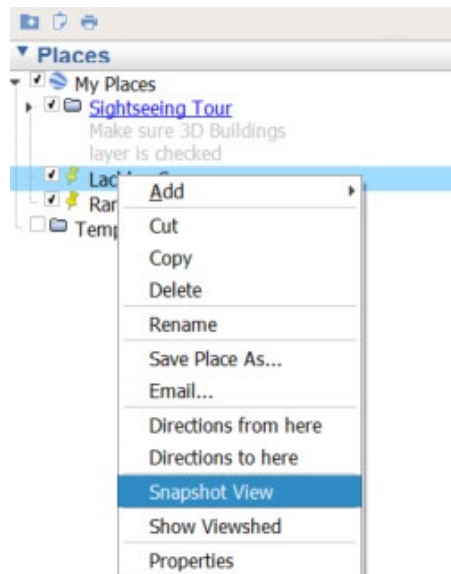 Places
My Places
Sightseeing Tour
Make sure 3D Buildings
layer is checked
Add
Cut
Copy
Delete
Rename
Save Place As...
Email...
Directions from here
Directions to here
Snapshot View
Show Viewshed
Properties